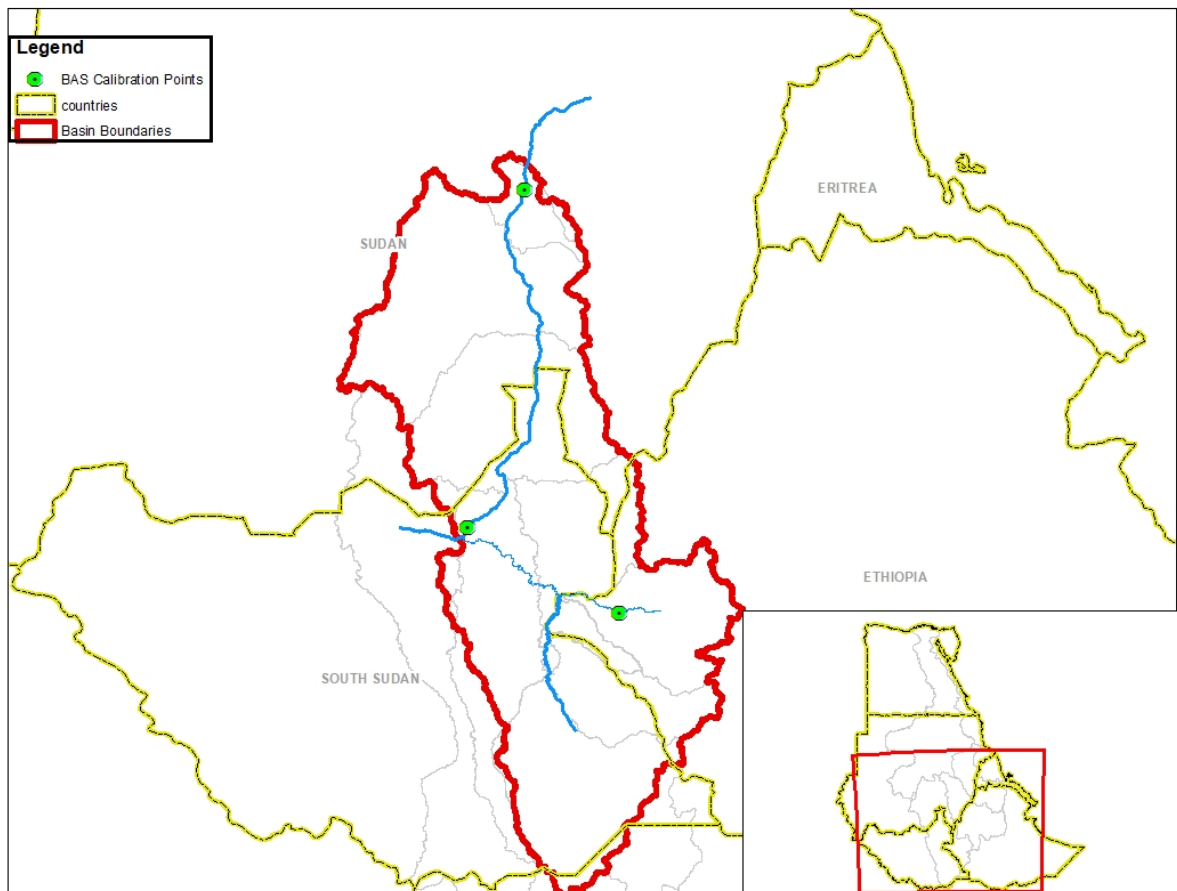 Legend
BAS Calibration Points
countries
Basin Boundaries
ERITREA
SUDAN
ETHIOPIA
SOUTH SUDAN